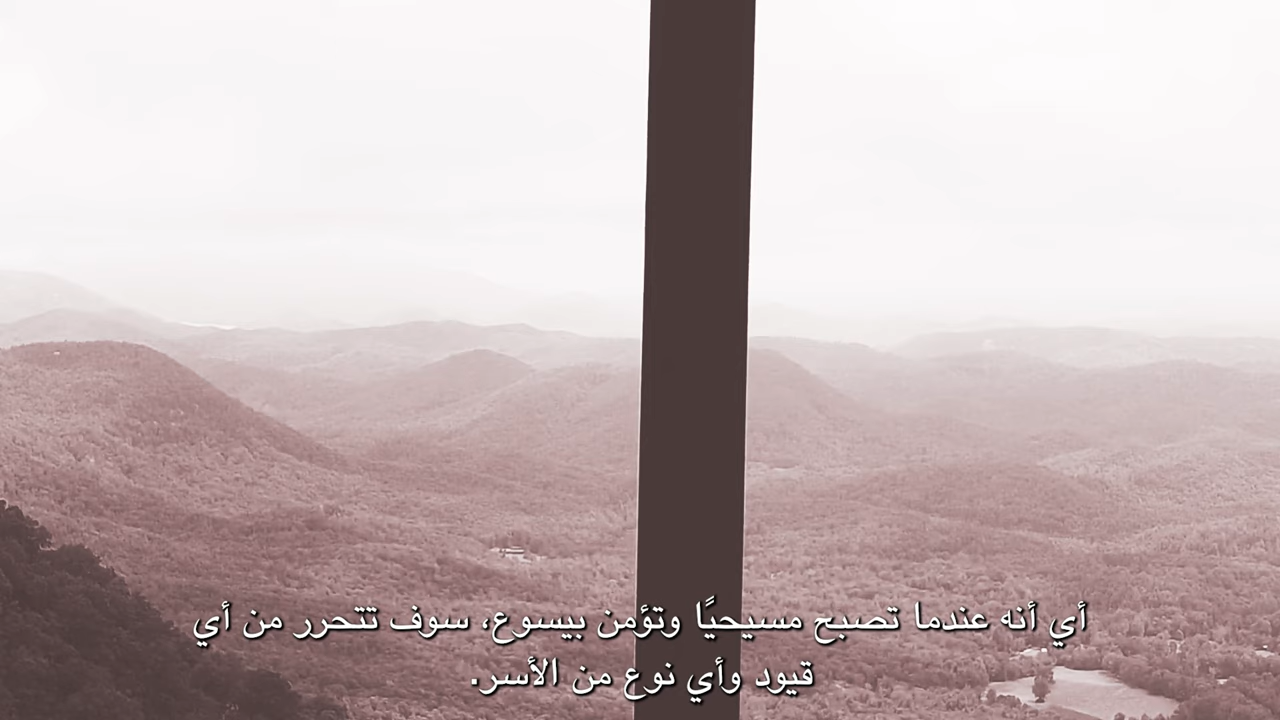 أي أنه عندما تصبح مسيحيًا وتؤمن بيسوع، سوف تتحرر من أي
قيود وأي نوع من الأسر.